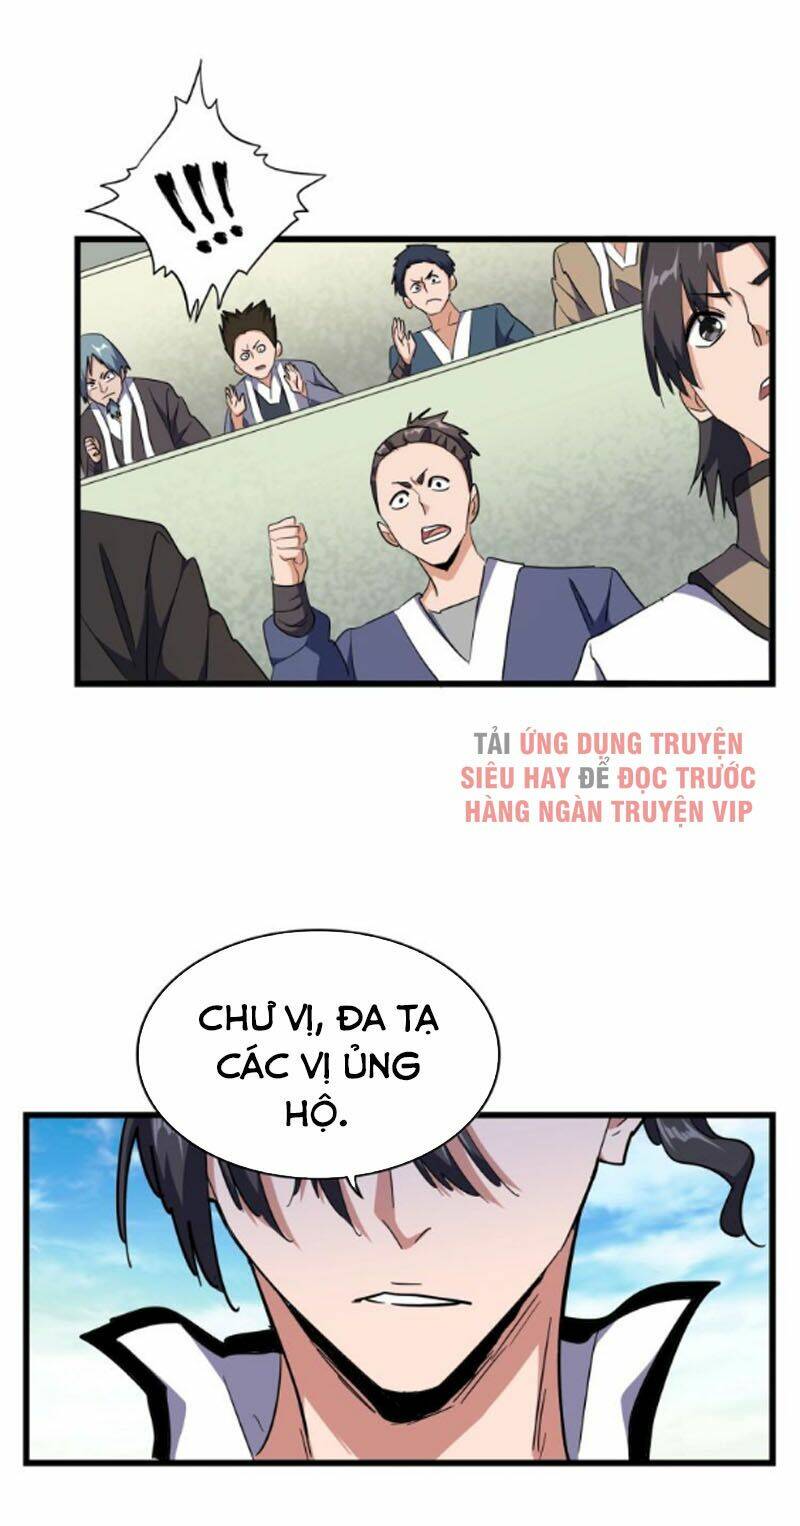 !!!
TẢI ỨNG DỤNG TRUYỆN
SIÊU HAY ĐỂ ĐỌC TRƯỚC
HÀNG NGÀN TRUYỆN VIP
CHƯ VỊ, ĐA TẠ
CÁC VỊ ỦNG
HỘ.